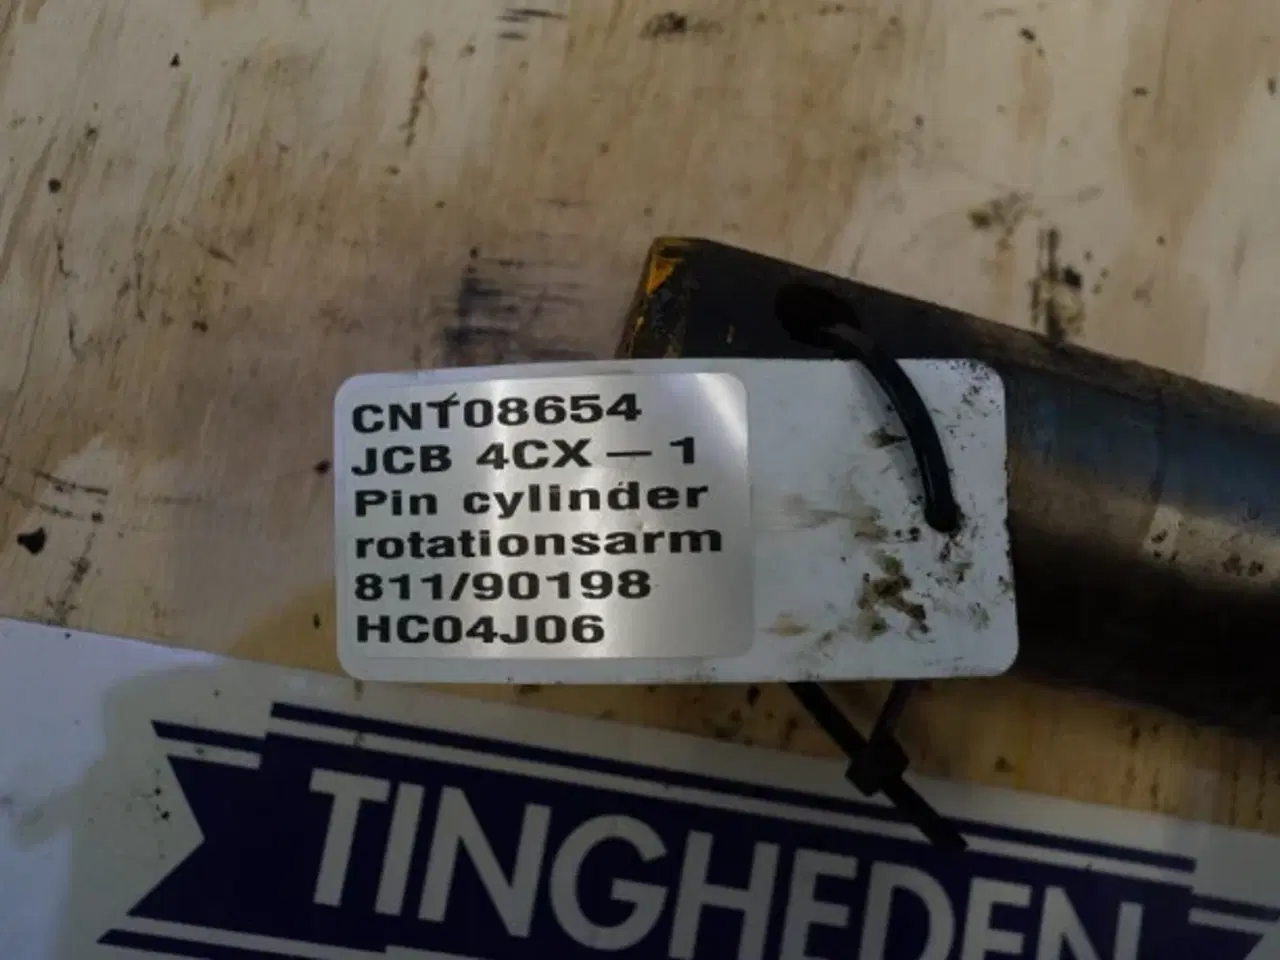 CNT08654
JCB 4CX — 1
Pin cylinder
rotationsarm
811/90198
HC04J06
TINGHEDEN